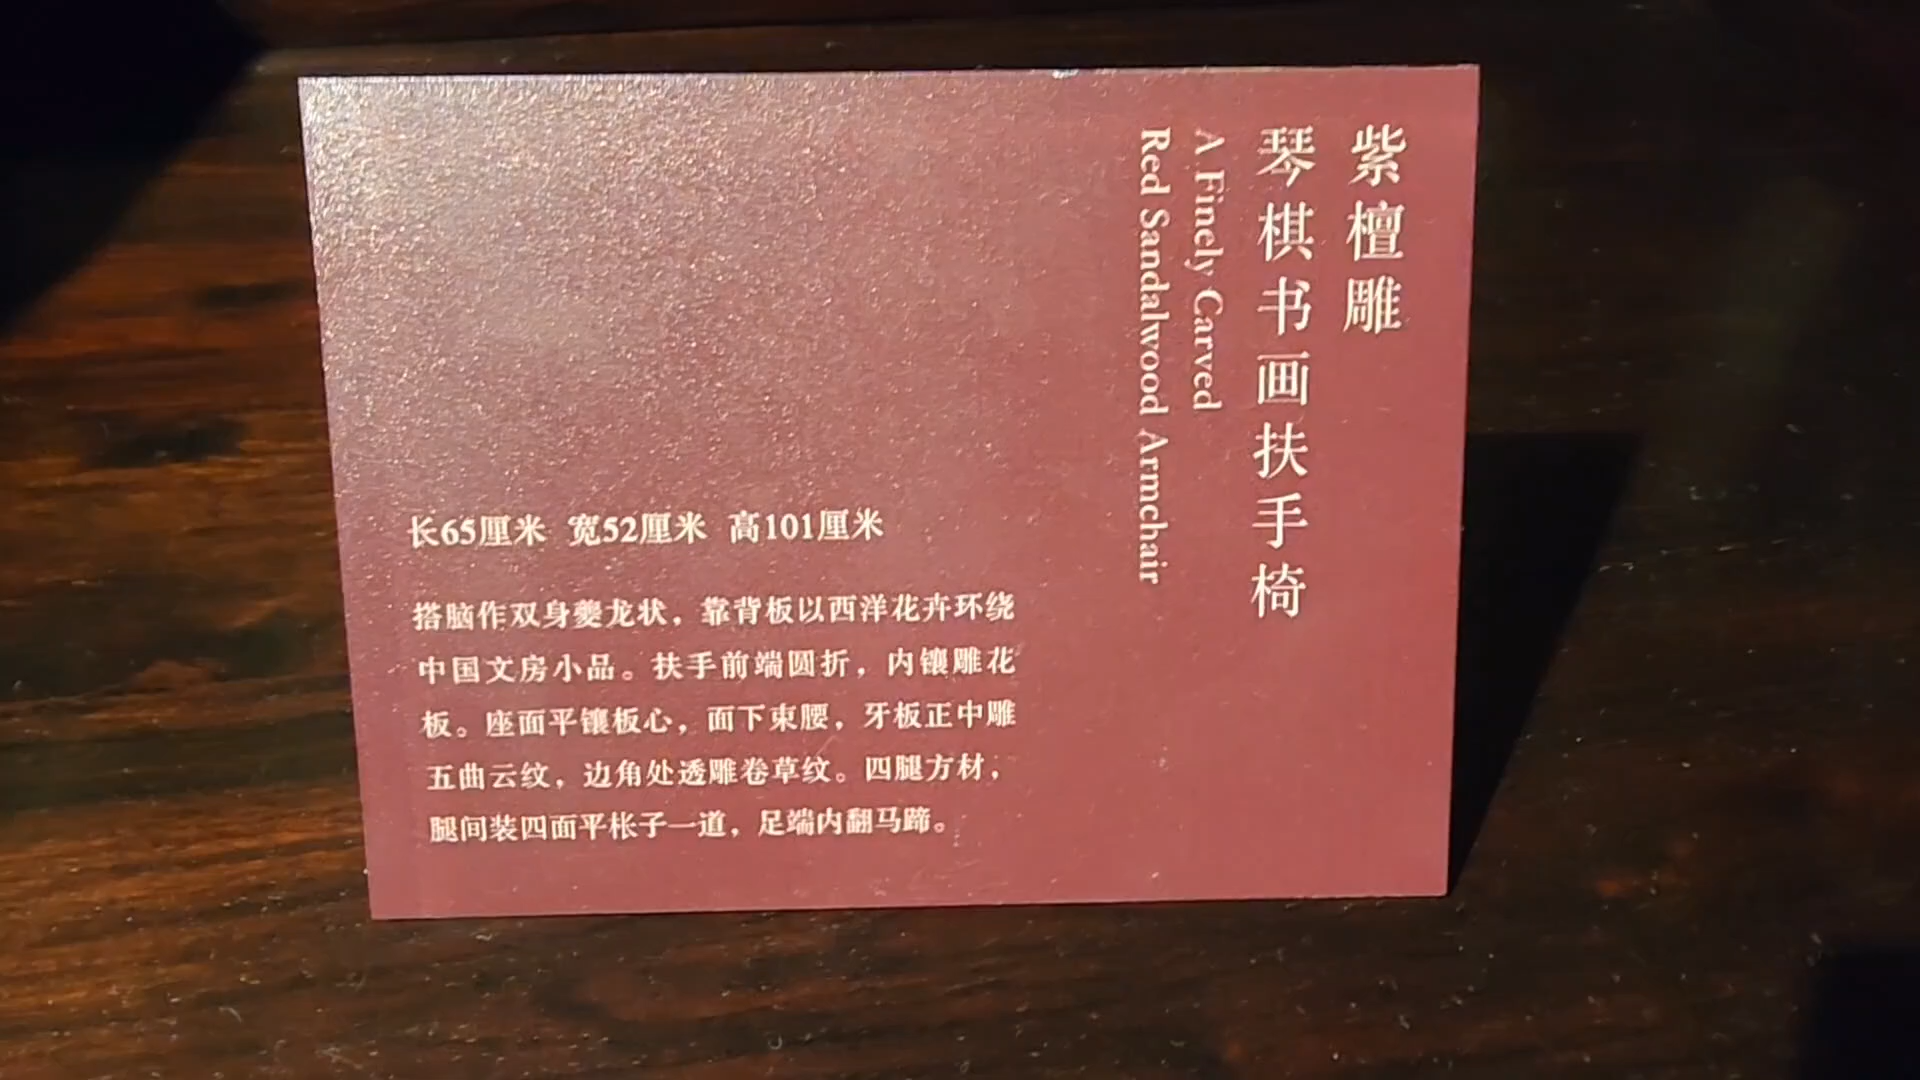 紫檀雕
琴棋书画扶手椅
A Finely Carved
Red Sandalwood Armchair
长65厘米 宽52厘米 高101厘米
搭脑作双身夔龙状，靠背板以西洋花卉环绕
中国文房小品。扶手前端圆折，内镶雕花
板。座面平镶板心，面下束腰，牙板正中雕
五曲云纹，边角处透雕卷草纹。四腿方材，
腿间装四面平枨子一道，足端内翻马蹄。